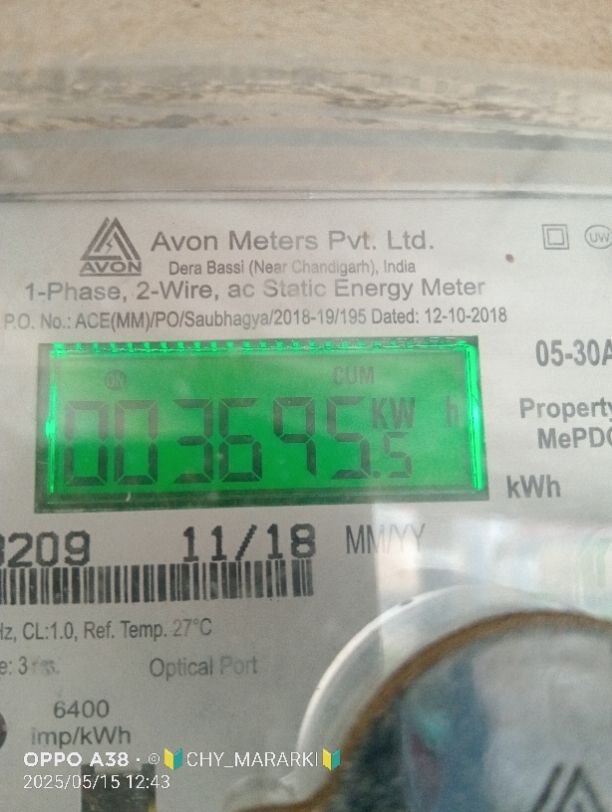 Avon Meters Pvt. Ltd.
AVON
Dera Bassi (Near Chandigarh), India
1-Phase, 2-Wire, ac Static Energy Meter
P.O. No.: ACE(MM)/PO/Saubhagya/2018-19/195 Dated: 12-10-2018
UW
05-30A
ON CUM
003695.5 KW h
Property
MePDC
kWh
3209 11/18 MM/YY
Hz, CL:1.0, Ref. Temp. 27°C
Optical Port
6400
imp/kWh
OPPO A38 · © 🔰CHY_MARARKI🔰
2025/05/15 12:43